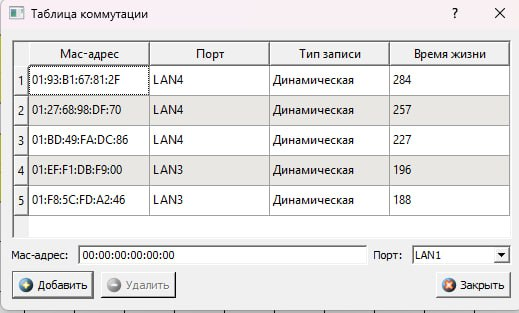 Таблица коммутации ? ×
Mac-адрес Порт Тип записи Время жизни
1 01:93:B1:67:81:2F LAN4 Динамическая 284
2 01:27:68:98:DF:70 LAN4 Динамическая 257
3 01:BD:49:FA:DC:86 LAN4 Динамическая 227
4 01:EF:F1:DB:F9:00 LAN3 Динамическая 196
5 01:F8:5C:FD:A2:46 LAN3 Динамическая 188
Mac-адрес: 00:00:00:00:00:00 Порт: LAN1
Добавить Удалить Закрыть